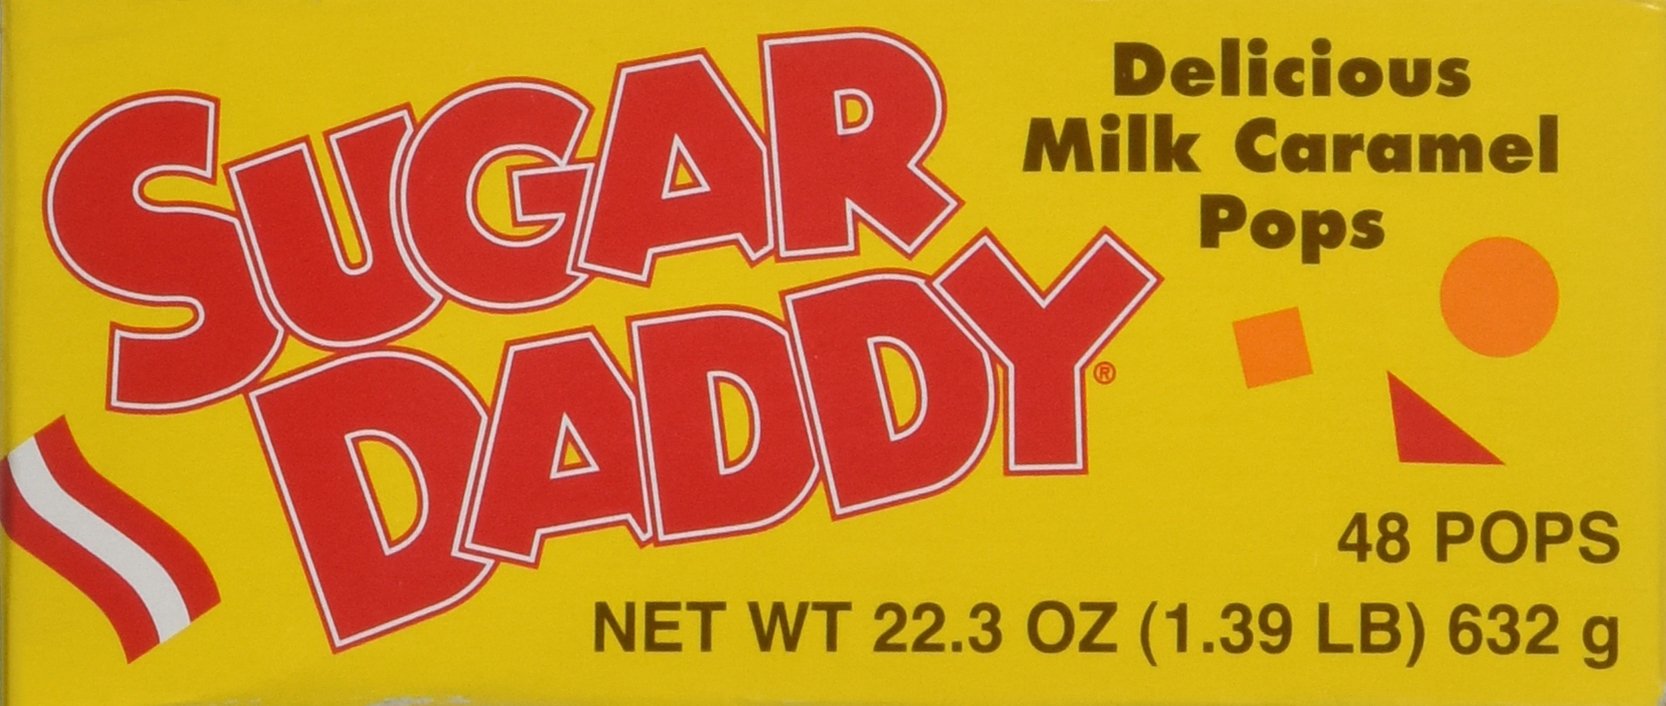 SUGAR
DADDY®
Delicious
Milk Caramel
Pops
48 POPS
NET WT 22.3 OZ (1.39 LB) 632 g